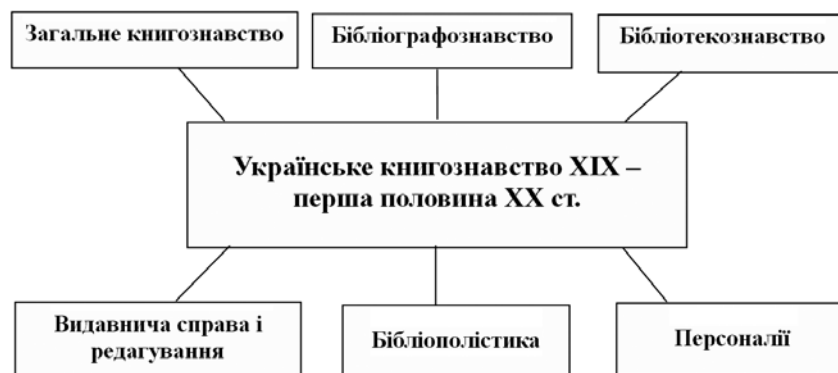 Загальне книгознавство
Бібліографознавство
Бібліотекознавство
Українське книгознавство XIX –
перша половина XX ст.
Видавнича справа і
редагування
Бібліополістика
Персоналії